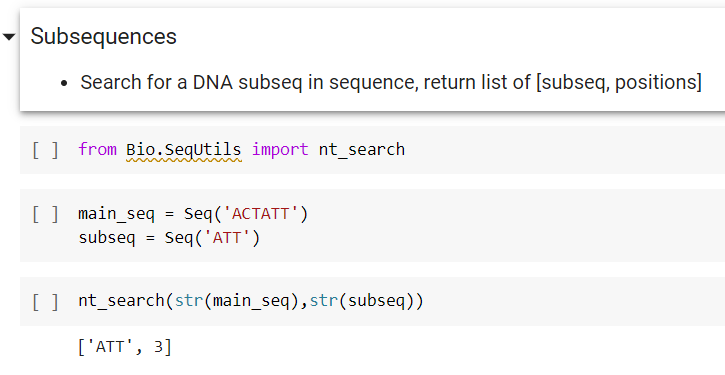 Subsequences
• Search for a DNA subseq in sequence, return list of [subseq, positions]
[ ] from Bio.SeqUtils import nt_search
[ ] main_seq = Seq('ACTATT')
subseq = Seq('ATT')
[ ] nt_search(str(main_seq),str(subseq))
['ATT', 3]